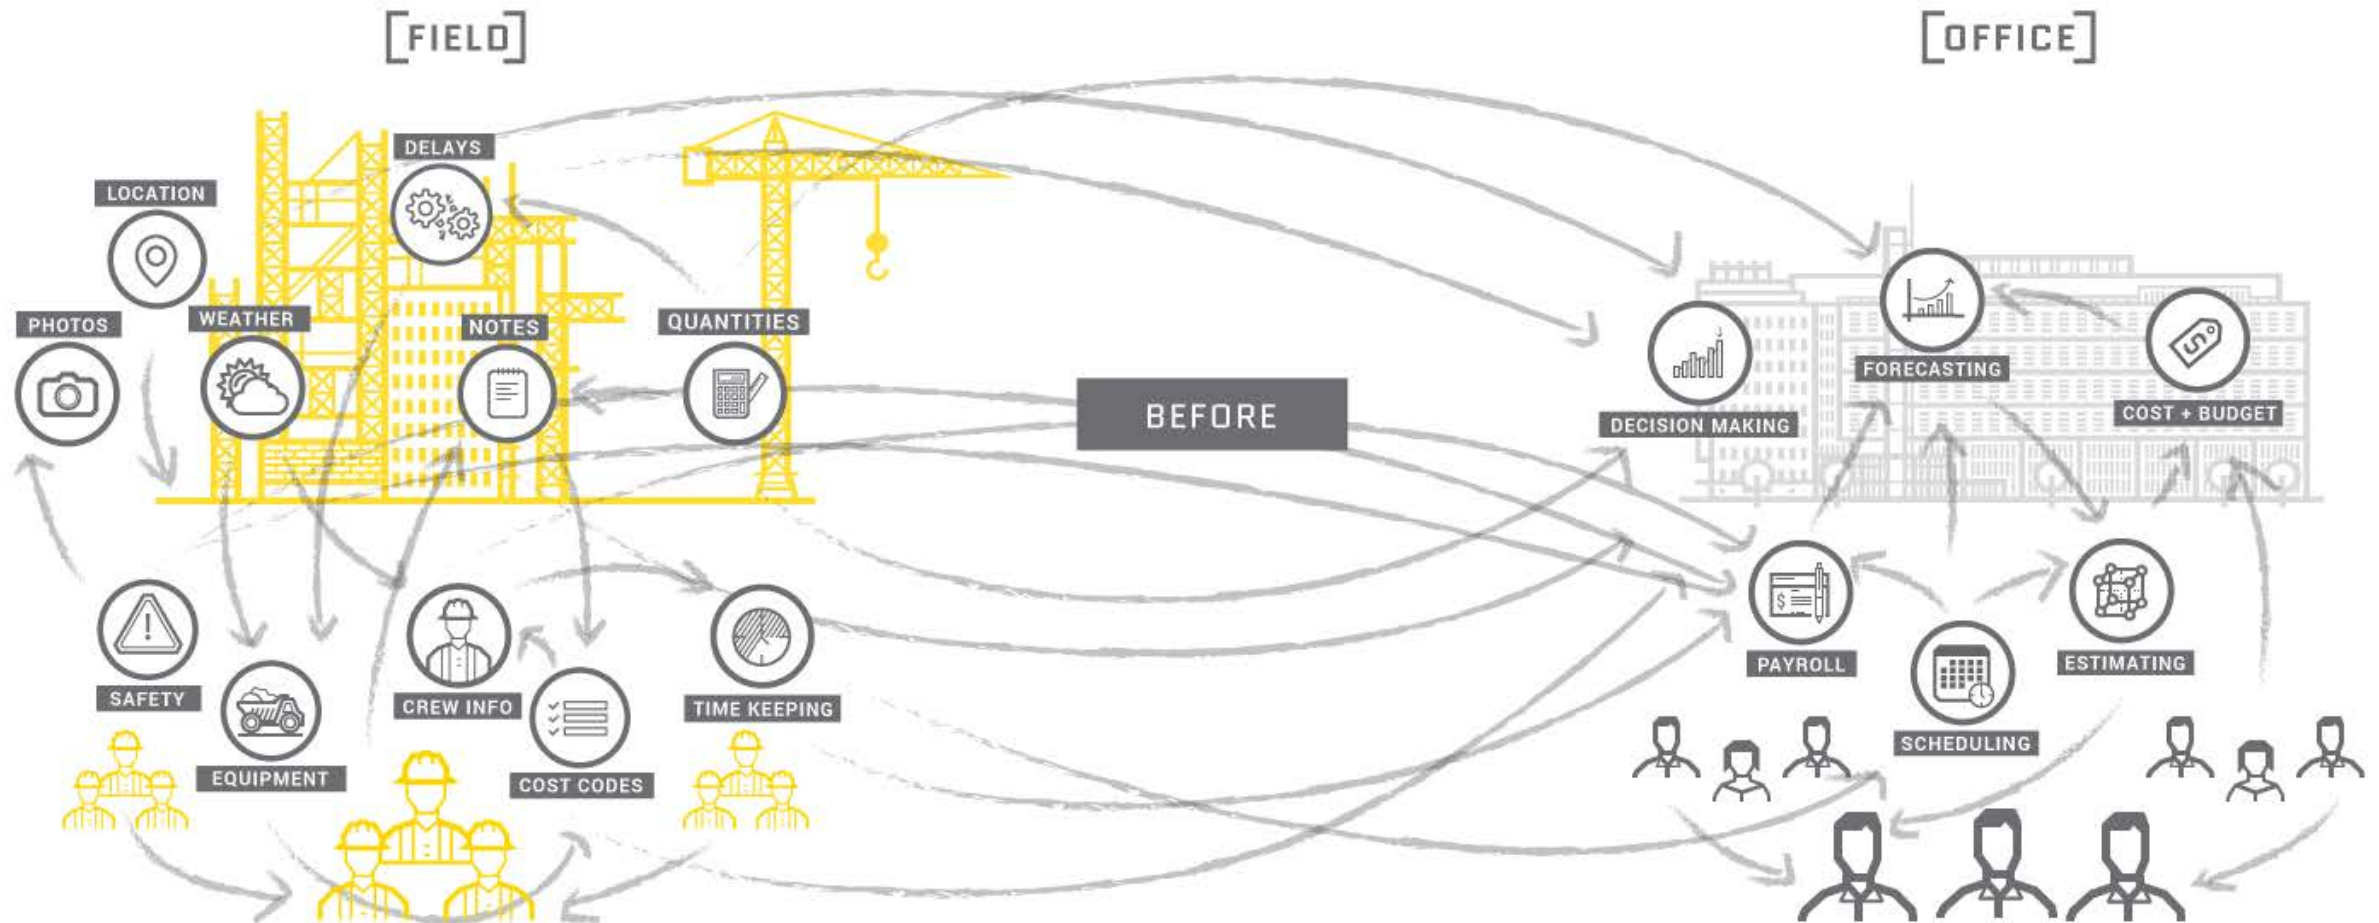 [FIELD]
[OFFICE]
DELAYS
LOCATION
PHOTOS
WEATHER
NOTES
QUANTITIES
BEFORE
FORECASTING
COST + BUDGET
DECISION MAKING
SAFETY
EQUIPMENT
CREW INFO
COST CODES
TIME KEEPING
PAYROLL
ESTIMATING
SCHEDULING